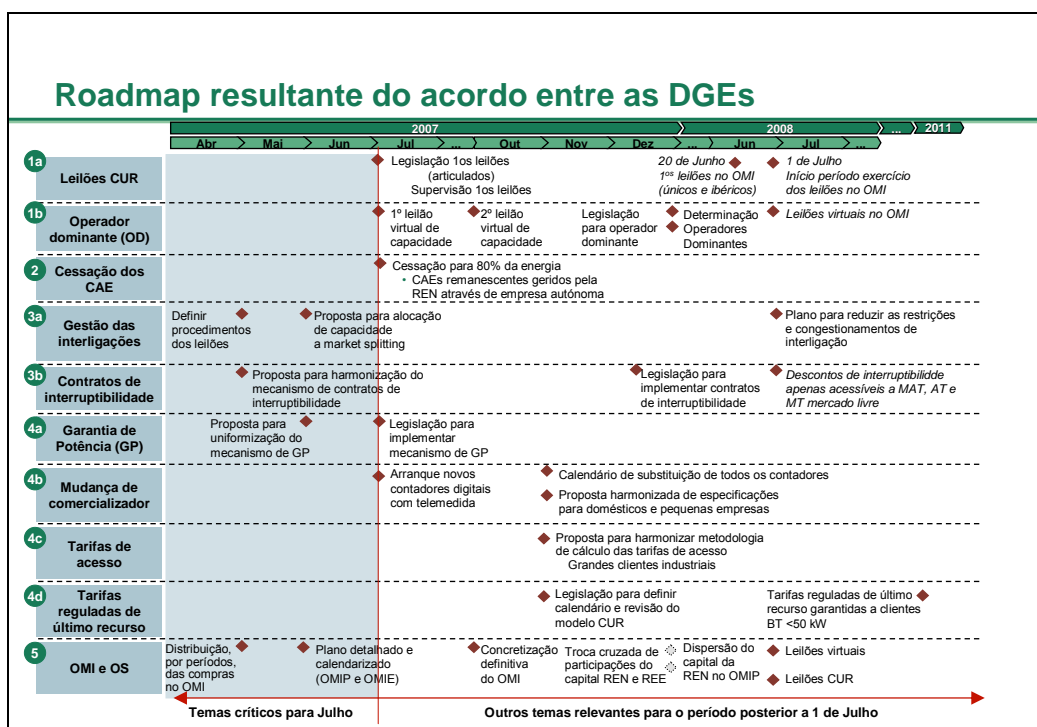 Roadmap resultante do acordo entre as DGEs
2007
2008
...
2011
Abr
Mai
Jun
Jul
...
Out
Nov
Dez
...
Jun
Jul
...
1a
Leilões CUR
Legislação 1os leilões
(articulados)
Supervisão 1os leilões
20 de Junho
1os leilões no OMI
(únicos e ibéricos)
1 de Julho
Início período exercício
dos leilões no OMI
1b
Operador
dominante (OD)
1º leilão
virtual de
capacidade
2º leilão
virtual de
capacidade
Legislação
para operador
dominante
Determinação
Operadores
Dominantes
Leilões virtuais no OMI
2
Cessação dos
CAE
Cessação para 80% da energia
• CAEs remanescentes geridos pela
REN através de empresa autónoma
3a
Gestão das
interligações
Definir
procedimentos
dos leilões
Proposta para alocação
de capacidade
a market splitting
Plano para reduzir as restrições
e congestionamentos de
interligação
3b
Contratos de
interruptibilidade
Proposta para harmonização do
mecanismo de contratos de
interruptibilidade
Legislação para
implementar contratos
de interruptibilidade
Descontos de interruptibilidde
apenas acessíveis a MAT, AT e
MT mercado livre
4a
Garantia de
Potência (GP)
Proposta para
uniformização do
mecanismo de GP
Legislação para
implementar
mecanismo de GP
4b
Mudança de
comercializador
Arranque novos
contadores digitais
com telemedida
Calendário de substituição de todos os contadores
Proposta harmonizada de especificações
para domésticos e pequenas empresas
4c
Tarifas de
acesso
Proposta para harmonizar metodologia
de cálculo das tarifas de acesso
Grandes clientes industriais
4d
Tarifas
reguladas de
último recurso
Legislação para definir
calendário e revisão do
modelo CUR
Tarifas reguladas de último
recurso garantidas a clientes
BT <50 kW
5
OMI e OS
Distribuição,
por períodos,
das compras
no OMI
Plano detalhado e
calendarizado
(OMIP e OMIE)
Concretização
definitiva
do OMI
Troca cruzada de
participações do
capital REN e REE
Dispersão do
capital da
REN no OMIP
Leilões virtuais
Leilões CUR
Temas críticos para Julho
Outros temas relevantes para o período posterior a 1 de Julho